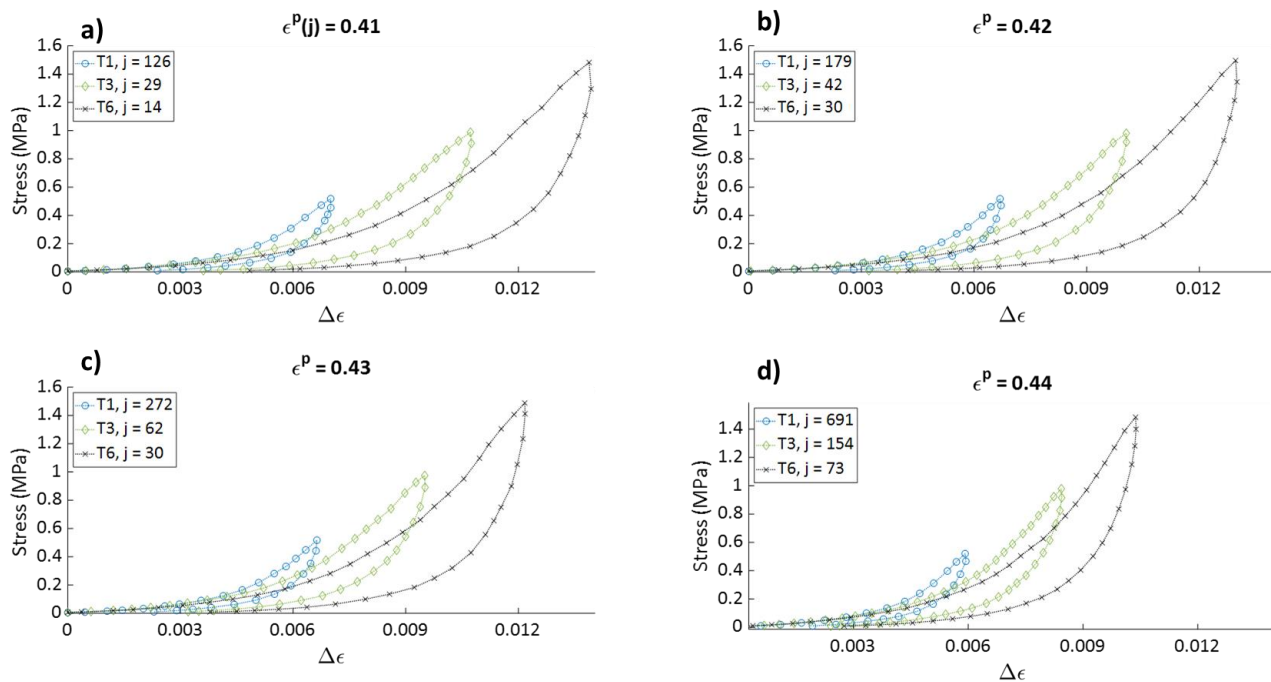 a)
ϵᵖ(j) = 0.41
1.6
1.4
1.2
1
0.8
0.6
0.4
0.2
0
Stress (MPa)
T1, j = 126
T3, j = 29
T6, j = 14
0 0.003 0.006 0.009 0.012
Δϵ
b)
ϵᵖ = 0.42
1.6
1.4
1.2
1
0.8
0.6
0.4
0.2
0
Stress (MPa)
T1, j = 179
T3, j = 42
T6, j = 30
0 0.003 0.006 0.009 0.012
Δϵ
c)
ϵᵖ = 0.43
1.6
1.4
1.2
1
0.8
0.6
0.4
0.2
0
Stress (MPa)
T1, j = 272
T3, j = 62
T6, j = 30
0 0.003 0.006 0.009 0.012
Δϵ
d)
ϵᵖ = 0.44
1.4
1.2
1
0.8
0.6
0.4
0.2
0
Stress (MPa)
T1, j = 691
T3, j = 154
T6, j = 73
0.003 0.006 0.009 0.012
Δϵ